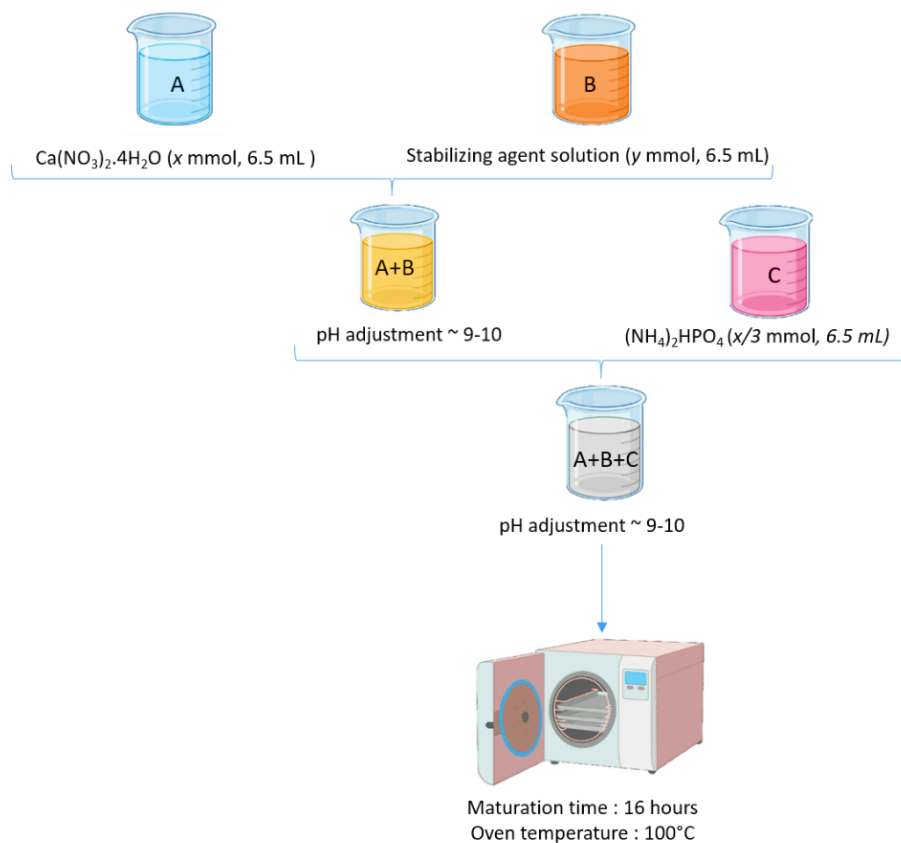 A
B
Ca(NO₃)₂.4H₂O (x mmol, 6.5 mL )
Stabilizing agent solution (y mmol, 6.5 mL)
A+B
C
pH adjustment ~ 9-10
(NH₄)₂HPO₄ (x/3 mmol, 6.5 mL)
A+B+C
pH adjustment ~ 9-10
Maturation time : 16 hours
Oven temperature : 100°C